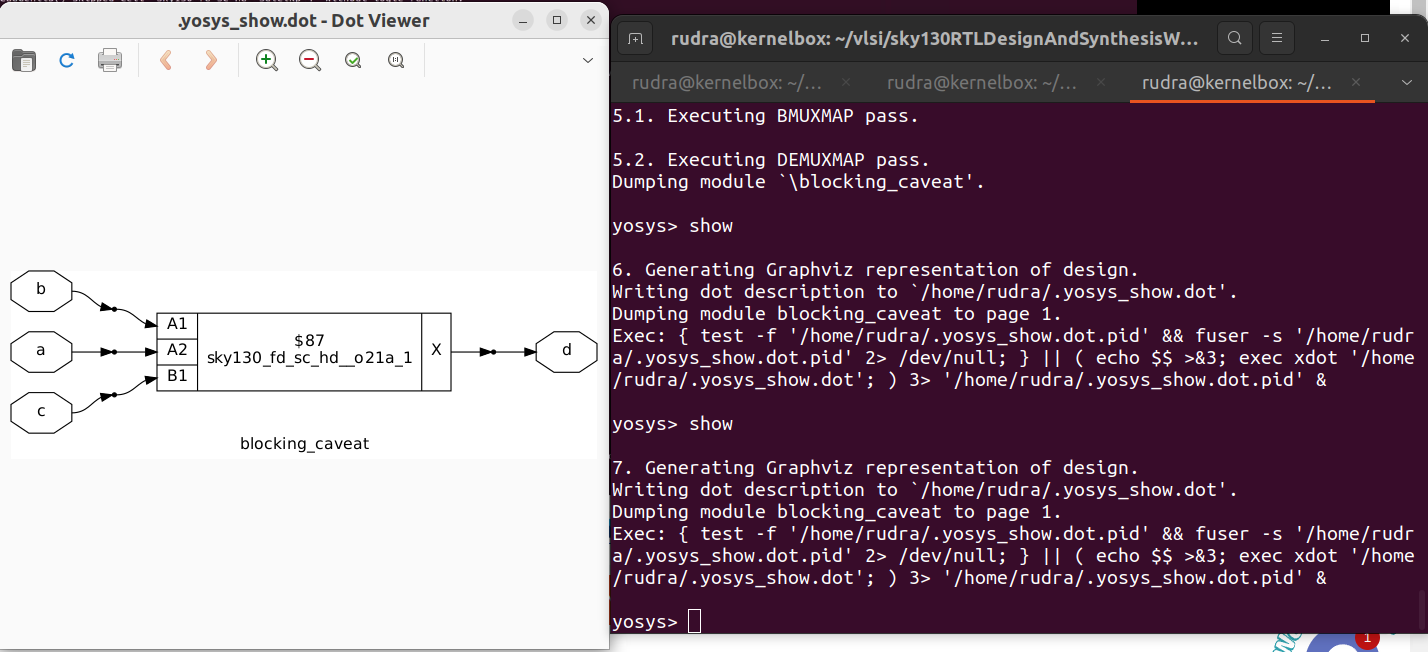 .yosys_show.dot - Dot Viewer
b
a
c
A1
A2
B1
$87
sky130_fd_sc_hd__o21a_1
X
d
blocking_caveat
rudra@kernelbox: ~/vlsi/sky130RTLDesignAndSynthesisW...
rudra@kernelbox: ~/... rudra@kernelbox: ~/... rudra@kernelbox: ~/...
5.1. Executing BMUXMAP pass.
5.2. Executing DEMUXMAP pass.
Dumping module `\blocking_caveat'.
yosys> show
6. Generating Graphviz representation of design.
Writing dot description to `/home/rudra/.yosys_show.dot'.
Dumping module blocking_caveat to page 1.
Exec: { test -f '/home/rudra/.yosys_show.dot.pid' && fuser -s '/home/rudr
a/.yosys_show.dot.pid' 2> /dev/null; } || ( echo $$ >&3; exec xdot '/home
/rudra/.yosys_show.dot'; ) 3> '/home/rudra/.yosys_show.dot.pid' &
yosys> show
7. Generating Graphviz representation of design.
Writing dot description to `/home/rudra/.yosys_show.dot'.
Dumping module blocking_caveat to page 1.
Exec: { test -f '/home/rudra/.yosys_show.dot.pid' && fuser -s '/home/rudr
a/.yosys_show.dot.pid' 2> /dev/null; } || ( echo $$ >&3; exec xdot '/home
/rudra/.yosys_show.dot'; ) 3> '/home/rudra/.yosys_show.dot.pid' &
yosys>
1